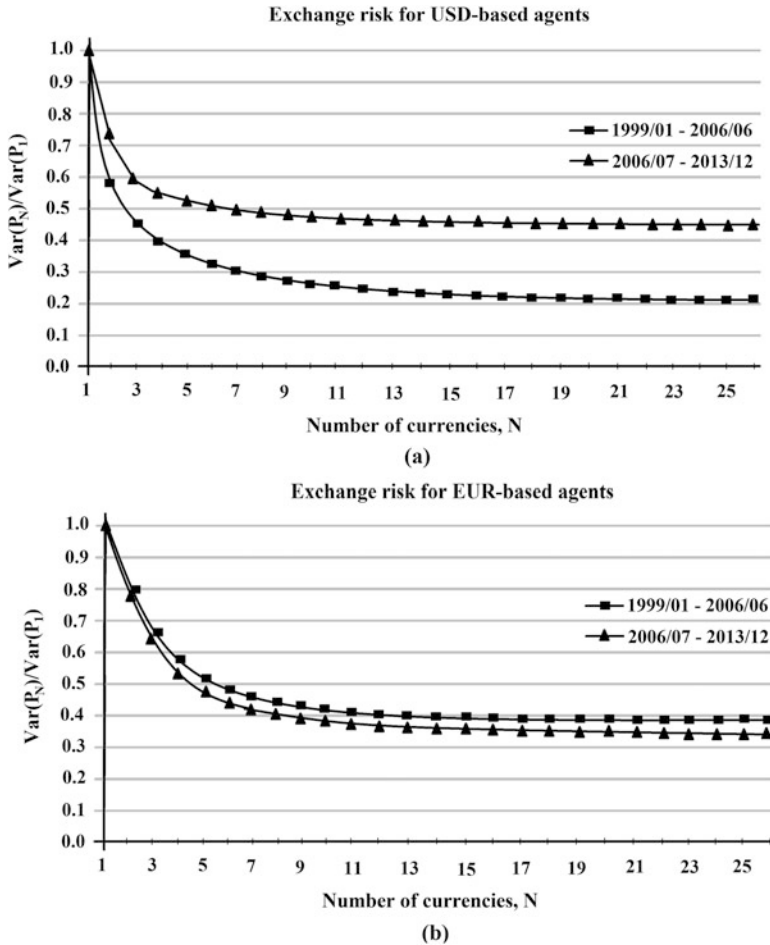 Exchange risk for USD-based agents
1.0
0.9
0.8
0.7
0.6
0.5
0.4
0.3
0.2
0.1
0.0
Var(P_N)/Var(P_1)
1999/01 - 2006/06
2006/07 - 2013/12
1 3 5 7 9 11 13 15 17 19 21 23 25
Number of currencies, N
(a)
Exchange risk for EUR-based agents
1.0
0.9
0.8
0.7
0.6
0.5
0.4
0.3
0.2
0.1
0.0
Var(P_N)/Var(P_1)
1999/01 - 2006/06
2006/07 - 2013/12
1 3 5 7 9 11 13 15 17 19 21 23 25
Number of currencies, N
(b)